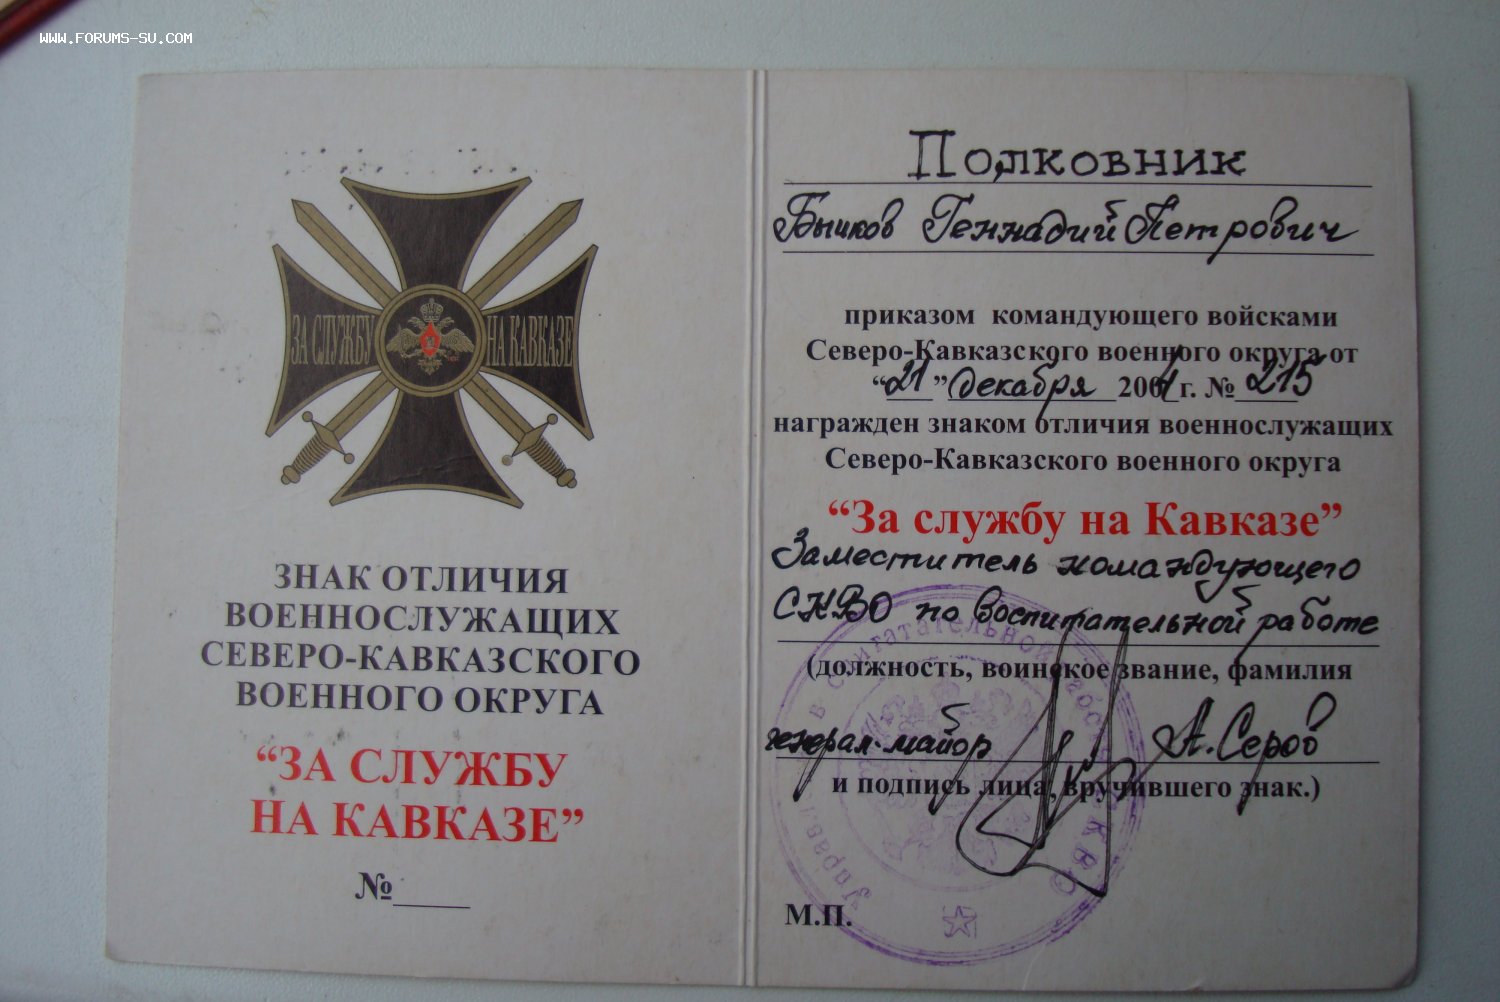 WWW.FORUMS-SU.COM
ЗА СЛУЖБУ НА КАВКАЗЕ
ЗНАК ОТЛИЧИЯ
ВОЕННОСЛУЖАЩИХ
СЕВЕРО-КАВКАЗСКОГО
ВОЕННОГО ОКРУГА
“ЗА СЛУЖБУ
НА КАВКАЗЕ”
№_____
Полковник
Бычков Геннадий Петрович
приказом командующего войсками
Северо-Кавказского военного округа от
“21” декабря 2004 г. № 215
награжден знаком отличия военнослужащих
Северо-Кавказского военного округа
“За службу на Кавказе”
Заместитель командующего
СКВО по воспитательной работе
(должность, воинское звание, фамилия
генерал-майор А. Серов
и подпись лица, вручившего знак.)
М.П.